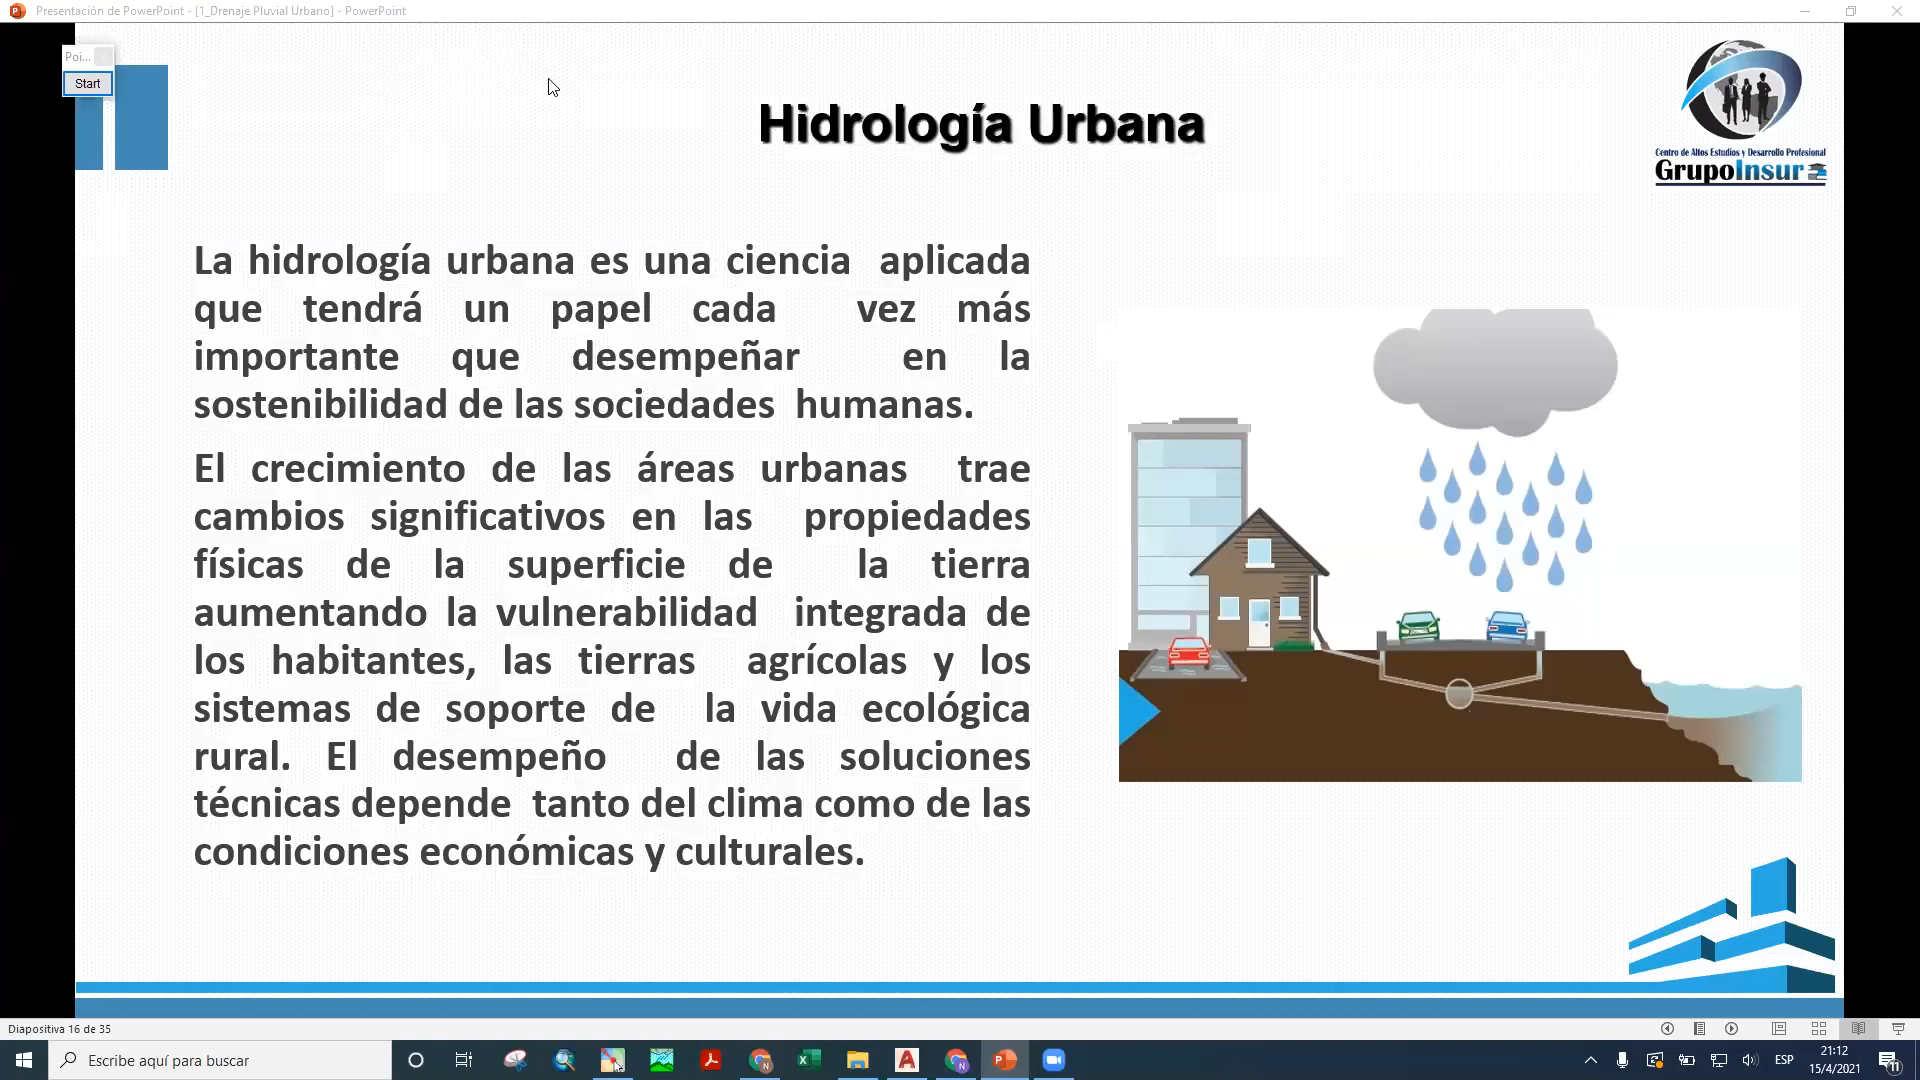 Presentación de PowerPoint - [1_Drenaje Pluvial Urbano] - PowerPoint
Poi...
Start
Hidrología Urbana
Centro de Altos Estudios y Desarrollo Profesional
GrupoInsur
La hidrología urbana es una ciencia aplicada
que tendrá un papel cada vez más
importante que desempeñar en la
sostenibilidad de las sociedades humanas.
El crecimiento de las áreas urbanas trae
cambios significativos en las propiedades
físicas de la superficie de la tierra
aumentando la vulnerabilidad integrada de
los habitantes, las tierras agrícolas y los
sistemas de soporte de la vida ecológica
rural. El desempeño de las soluciones
técnicas depende tanto del clima como de las
condiciones económicas y culturales.
Diapositiva 16 de 35
Escribe aquí para buscar
ESP
21:12
15/4/2021
11